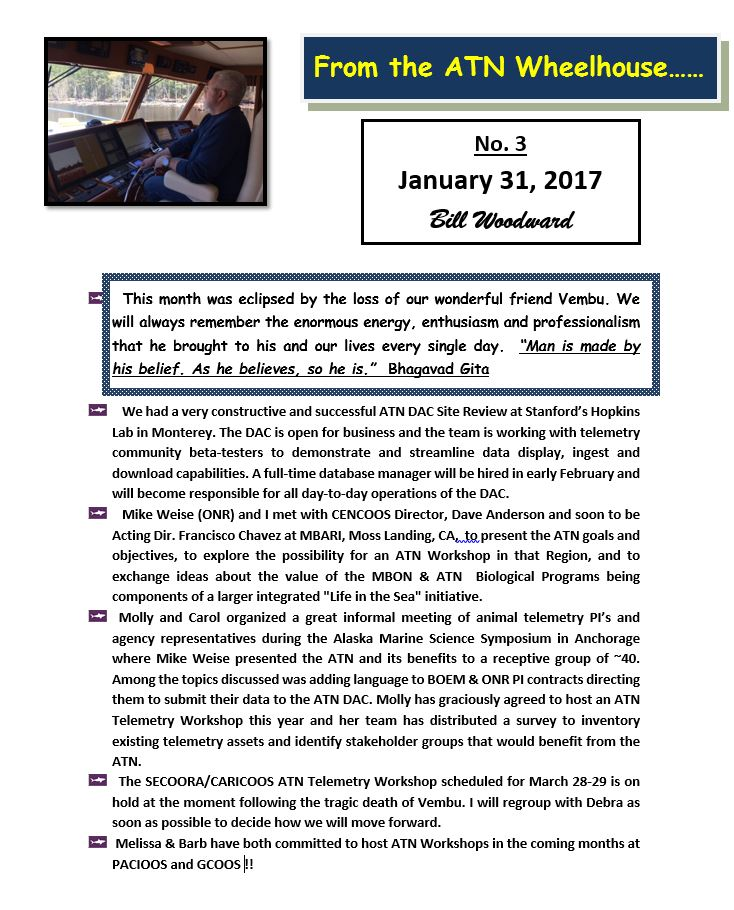 From the ATN Wheelhouse……
No. 3
January 31, 2017
Bill Woodward
This month was eclipsed by the loss of our wonderful friend Vembu. We
will always remember the enormous energy, enthusiasm and professionalism
that he brought to his and our lives every single day. "Man is made by
his belief. As he believes, so he is." Bhagavad Gita
We had a very constructive and successful ATN DAC Site Review at Stanford's Hopkins
Lab in Monterey. The DAC is open for business and the team is working with telemetry
community beta-testers to demonstrate and streamline data display, ingest and
download capabilities. A full-time database manager will be hired in early February and
will become responsible for all day-to-day operations of the DAC.
Mike Weise (ONR) and I met with CENCOOS Director, Dave Anderson and soon to be
Acting Dir. Francisco Chavez at MBARI, Moss Landing, CA, to present the ATN goals and
objectives, to explore the possibility for an ATN Workshop in that Region, and to
exchange ideas about the value of the MBON & ATN Biological Programs being
components of a larger integrated "Life in the Sea" initiative.
Molly and Carol organized a great informal meeting of animal telemetry PI's and
agency representatives during the Alaska Marine Science Symposium in Anchorage
where Mike Weise presented the ATN and its benefits to a receptive group of ~40.
Among the topics discussed was adding language to BOEM & ONR PI contracts directing
them to submit their data to the ATN DAC. Molly has graciously agreed to host an ATN
Telemetry Workshop this year and her team has distributed a survey to inventory
existing telemetry assets and identify stakeholder groups that would benefit from the
ATN.
The SECOORA/CARICOOS ATN Telemetry Workshop scheduled for March 28-29 is on
hold at the moment following the tragic death of Vembu. I will regroup with Debra as
soon as possible to decide how we will move forward.
Melissa & Barb have both committed to host ATN Workshops in the coming months at
PACIOOS and GCOOS !!